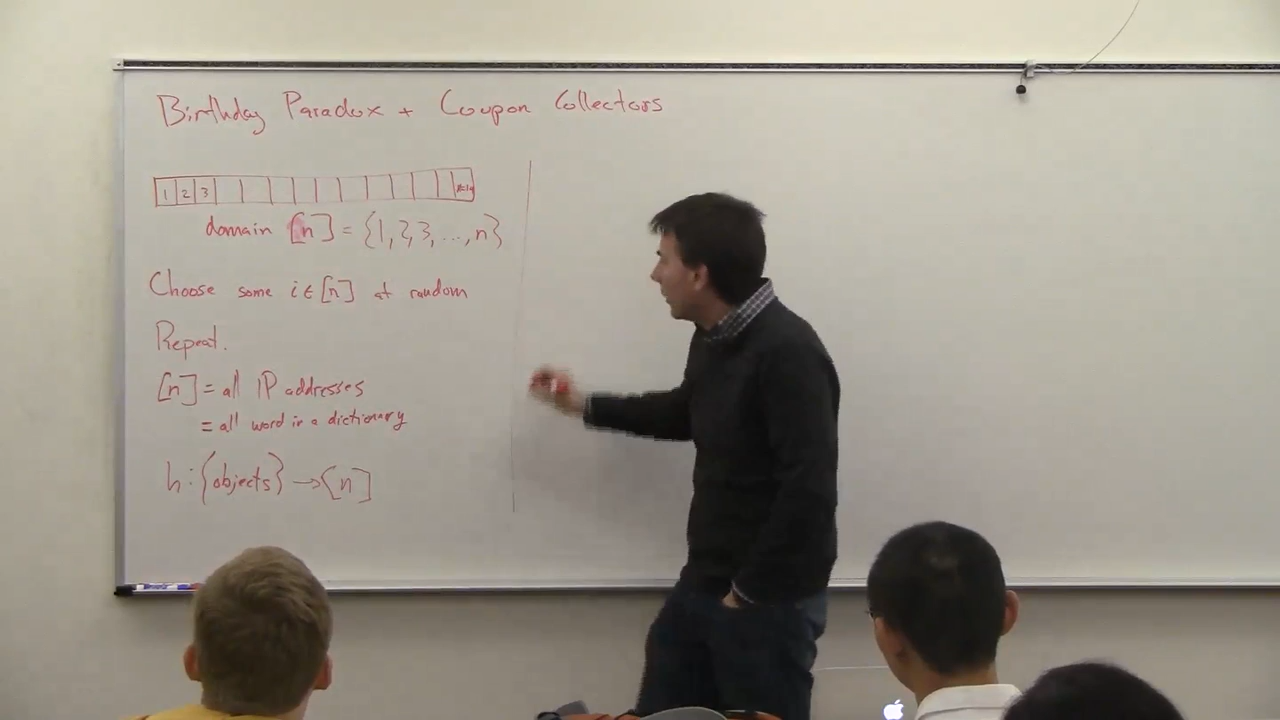 Birthday Paradox + Coupon Collectors
1 2 3
domain [n] = {1,2,3,...,n}
Choose some i ∈ [n] at random
Repeat.
[n] = all IP addresses
= all word in a dictionary
h: {objects} → [n]